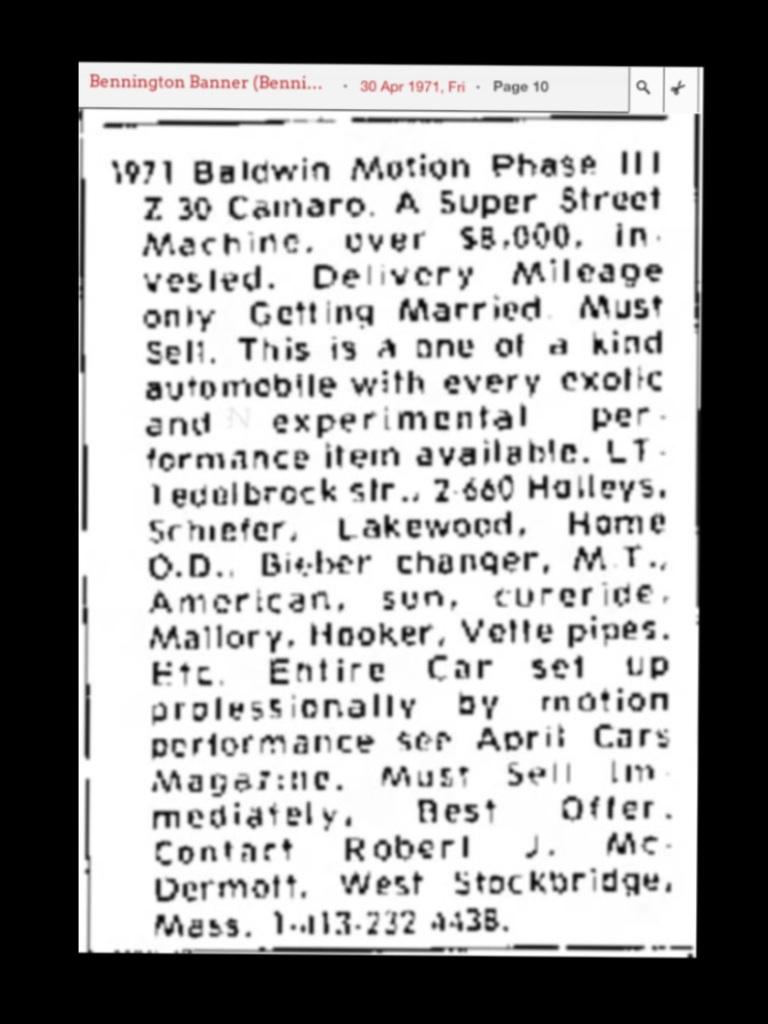 Bennington Banner (Benni... · 30 Apr 1971, Fri · Page 10
1971 Baldwin Motion Phase III
Z 30 Camaro. A Super Street
Machine, over $8,000, in-
vested. Delivery Mileage
only Getting Married. Must
Sell. This is a one of a kind
automobile with every exotic
and experimental per-
formance item available. LT-
1 edulbrock str., 2-660 Holleys,
Schiefer, Lakewood, Home
O.D., Bieber changer, M.T.,
American, sun, cureride,
Mallory, Hooker, Vette pipes.
Etc. Entire Car set up
professionally by motion
performance see April Cars
Magazine. Must Sell Im-
mediately, Best Offer.
Contact Robert J. Mc-
Dermott, West Stockbridge,
Mass. 1-413-232